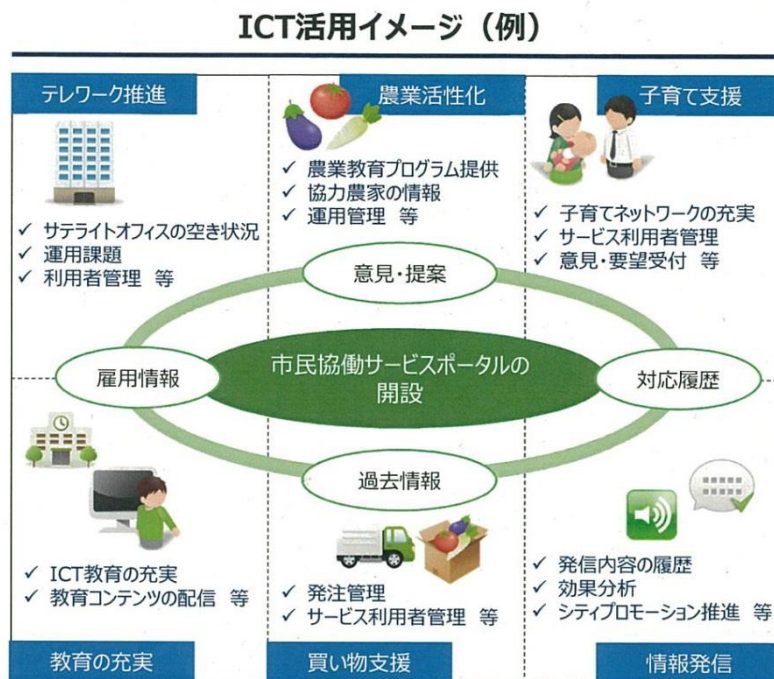 ICT活用イメージ（例）
テレワーク推進
✓ サテライトオフィスの空き状況
✓ 運用課題
✓ 利用者管理 等
農業活性化
✓ 農業教育プログラム提供
✓ 協力農家の情報
✓ 運用管理 等
子育て支援
✓ 子育てネットワークの充実
✓ サービス利用者管理
✓ 意見・要望受付 等
意見・提案
雇用情報
市民協働サービスポータルの
開設
対応履歴
過去情報
✓ ICT教育の充実
✓ 教育コンテンツの配信 等
教育の充実
✓ 発注管理
✓ サービス利用者管理 等
買い物支援
✓ 発信内容の履歴
✓ 効果分析
✓ シティプロモーション推進 等
情報発信